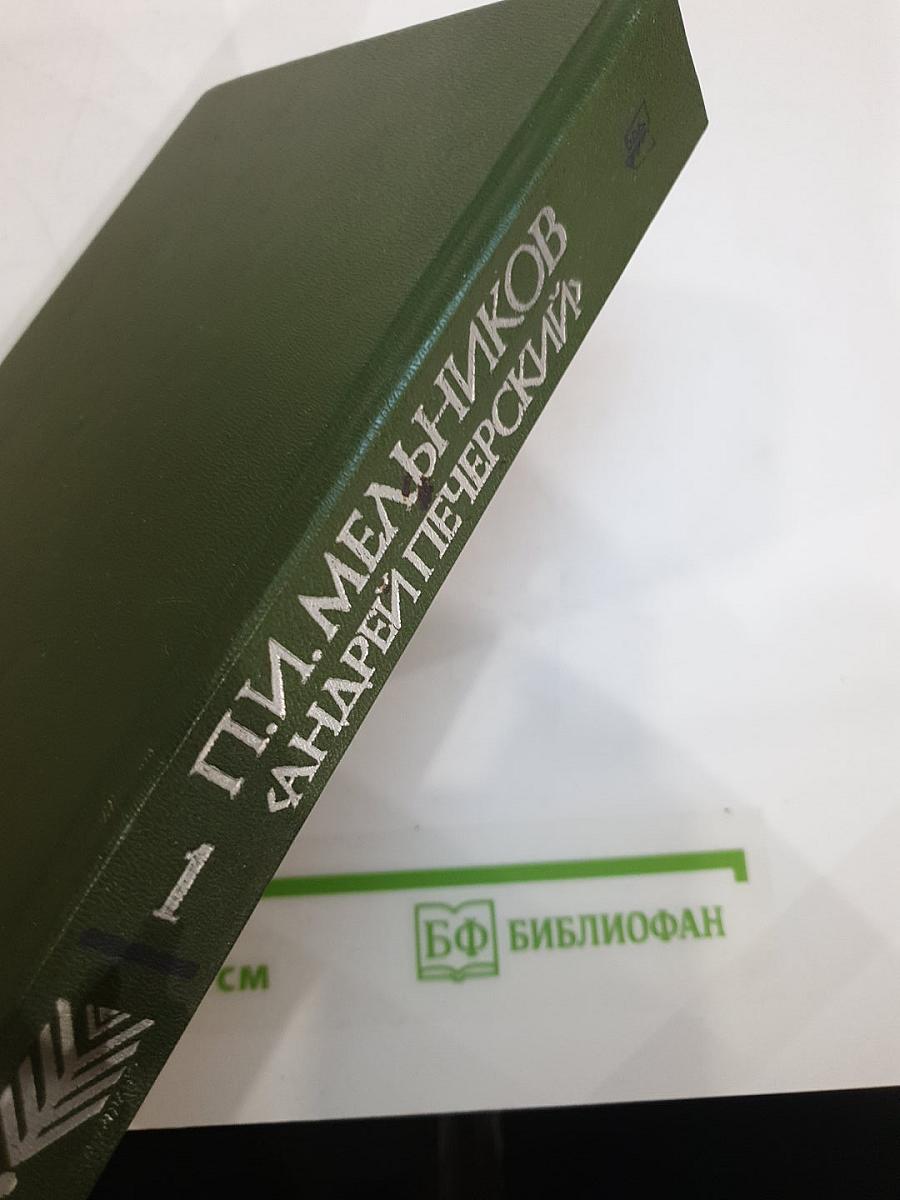 П.И. МЕЛЬНИКОВ
‹АНДРЕЙ ПЕЧЕРСКИЙ›
1
БФ БИБЛИОФАН
СМ